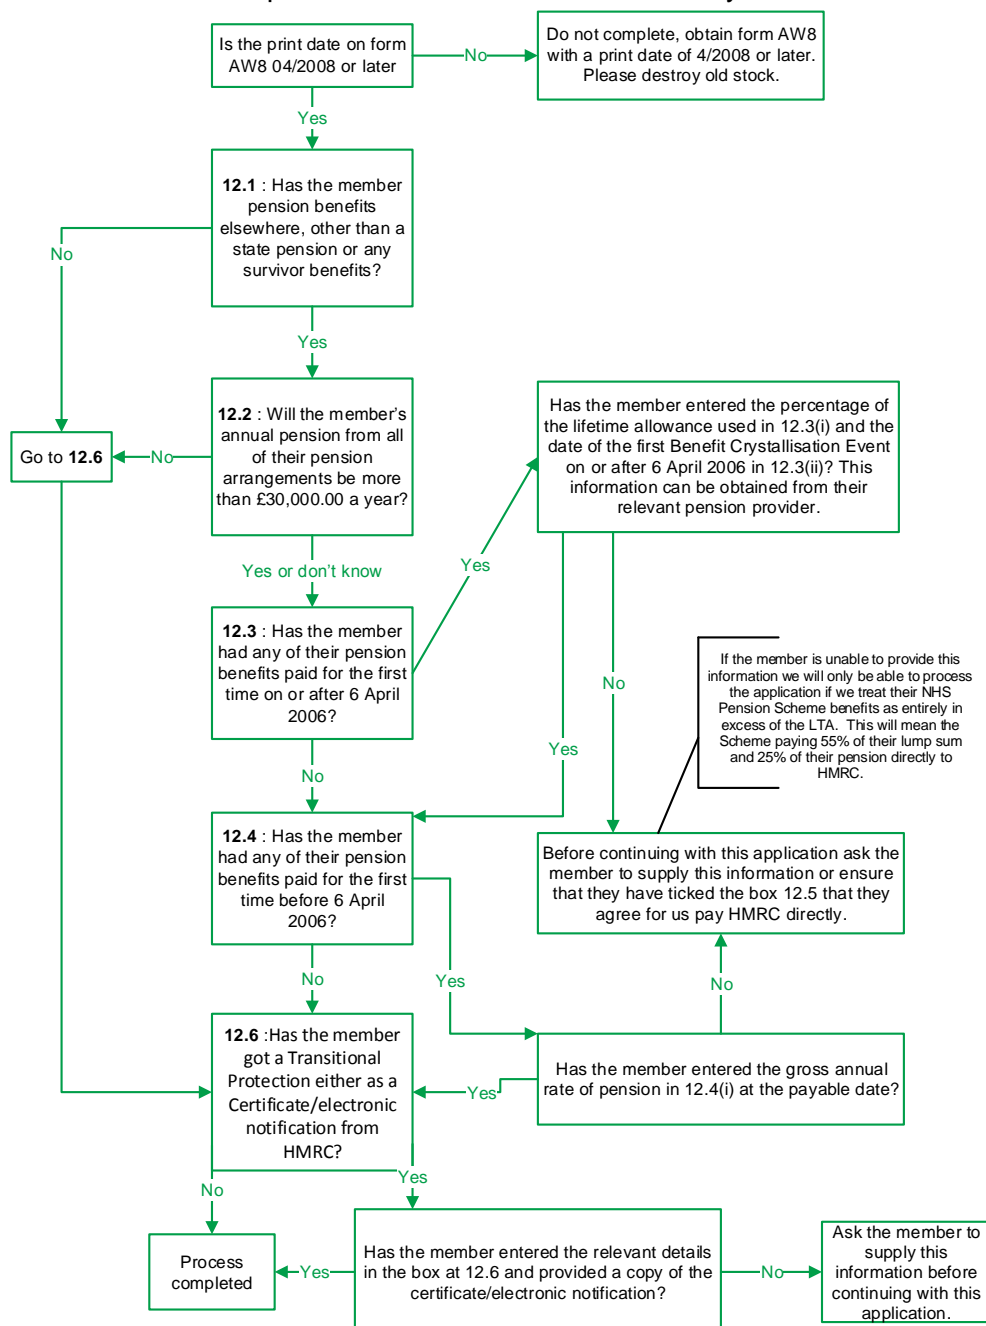 Is the print date on form
AW8 04/2008 or later
No
Do not complete, obtain form AW8
with a print date of 4/2008 or later.
Please destroy old stock.
Yes
12.1 : Has the member
pension benefits
elsewhere, other than a
state pension or any
survivor benefits?
No
Yes
12.2 : Will the member's
annual pension from all
of their pension
arrangements be more
than £30,000.00 a year?
No
Go to 12.6
Has the member entered the percentage of
the lifetime allowance used in 12.3(i) and the
date of the first Benefit Crystallisation Event
on or after 6 April 2006 in 12.3(ii)? This
information can be obtained from their
relevant pension provider.
Yes or don't know
Yes
12.3 : Has the member
had any of their pension
benefits paid for the first
time on or after 6 April
2006?
No
If the member is unable to provide this
information we will only be able to process
the application if we treat their NHS
Pension Scheme benefits as entirely in
excess of the LTA. This will mean the
Scheme paying 55% of their lump sum
and 25% of their pension directly to
HMRC.
Yes
No
12.4 : Has the member
had any of their pension
benefits paid for the first
time before 6 April
2006?
Before continuing with this application ask the
member to supply this information or ensure
that they have ticked the box 12.5 that they
agree for us pay HMRC directly.
No
Yes
No
12.6 :Has the member
got a Transitional
Protection either as a
Certificate/electronic
notification from
HMRC?
Yes
Has the member entered the gross annual
rate of pension in 12.4(i) at the payable date?
No
Yes
Process
completed
Yes
Has the member entered the relevant details
in the box at 12.6 and provided a copy of the
certificate/electronic notification?
No
Ask the member to
supply this
information before
continuing with this
application.